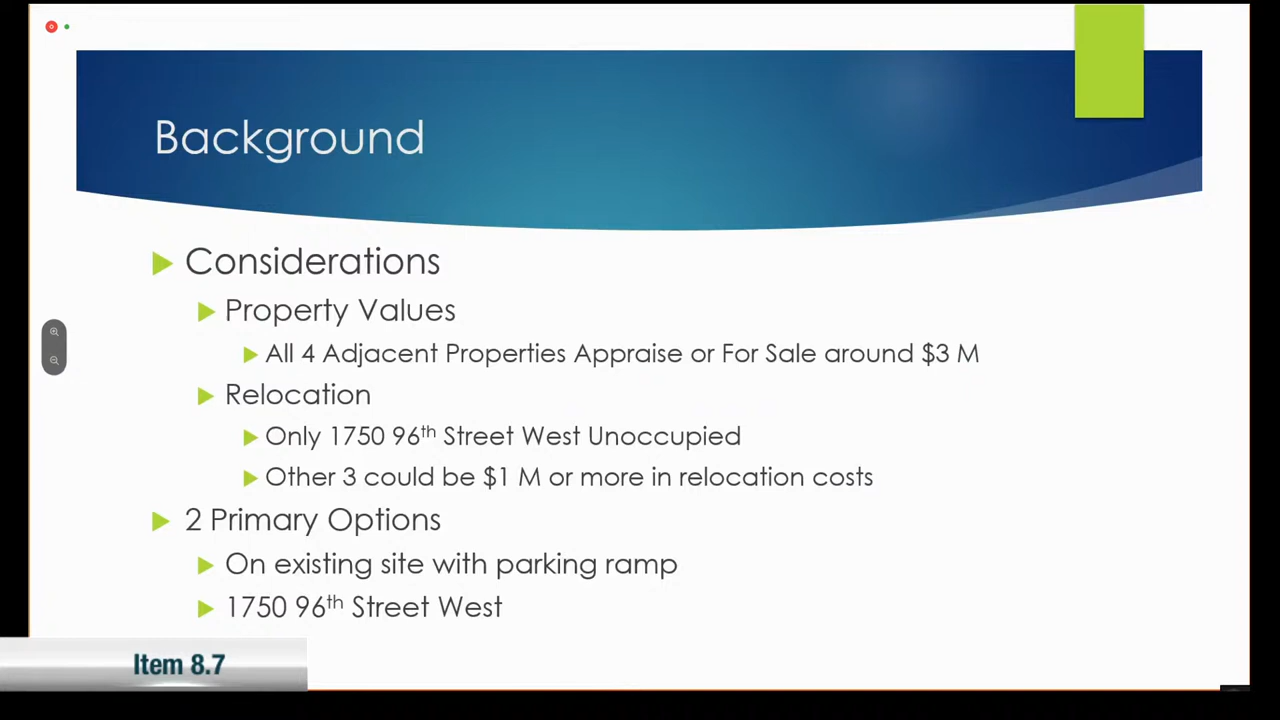 Background
Considerations
Property Values
All 4 Adjacent Properties Appraise or For Sale around $3 M
Relocation
Only 1750 96th Street West Unoccupied
Other 3 could be $1 M or more in relocation costs
2 Primary Options
On existing site with parking ramp
1750 96th Street West
Item 8.7